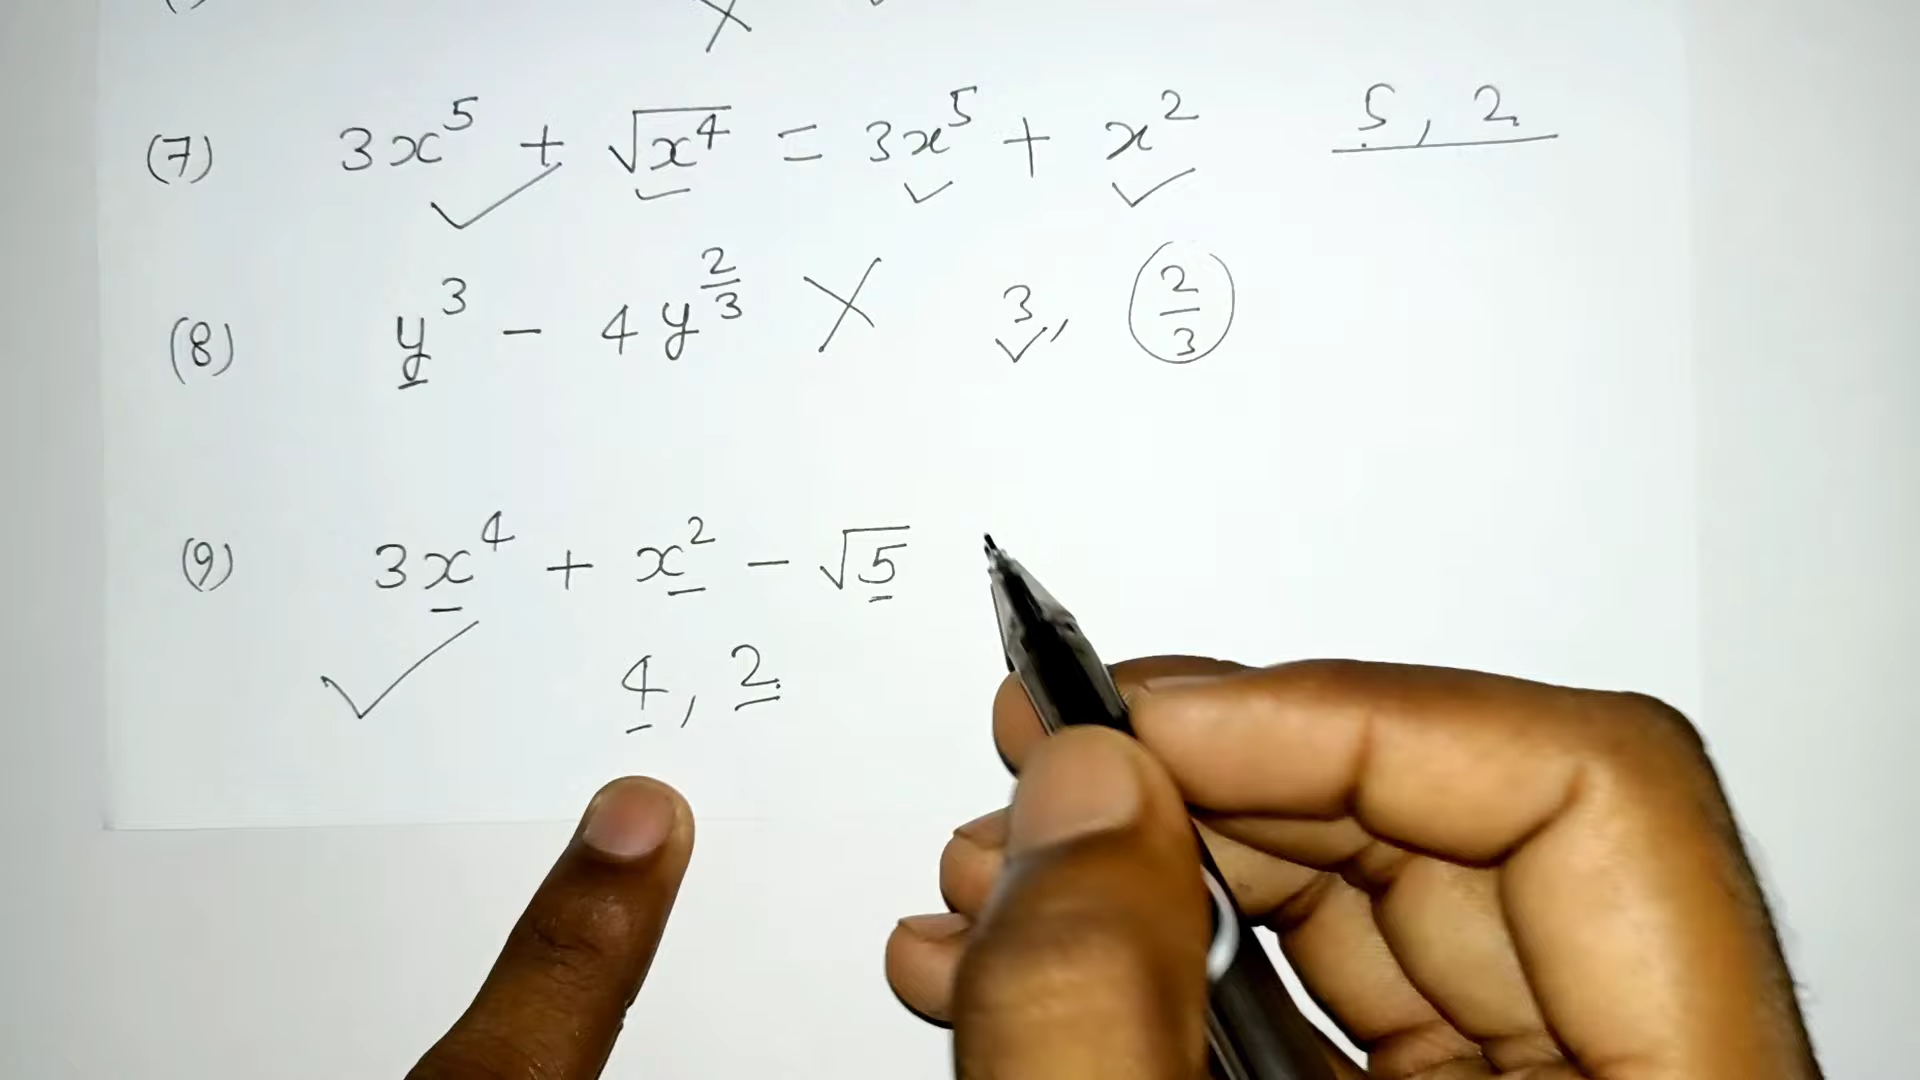 (7) 3x⁵ + √x⁴ = 3x⁵ + x² 5, 2
(8) y³ - 4y^(2/3) X 3, 2/3
(9) 3x⁴ + x² - √5
4, 2